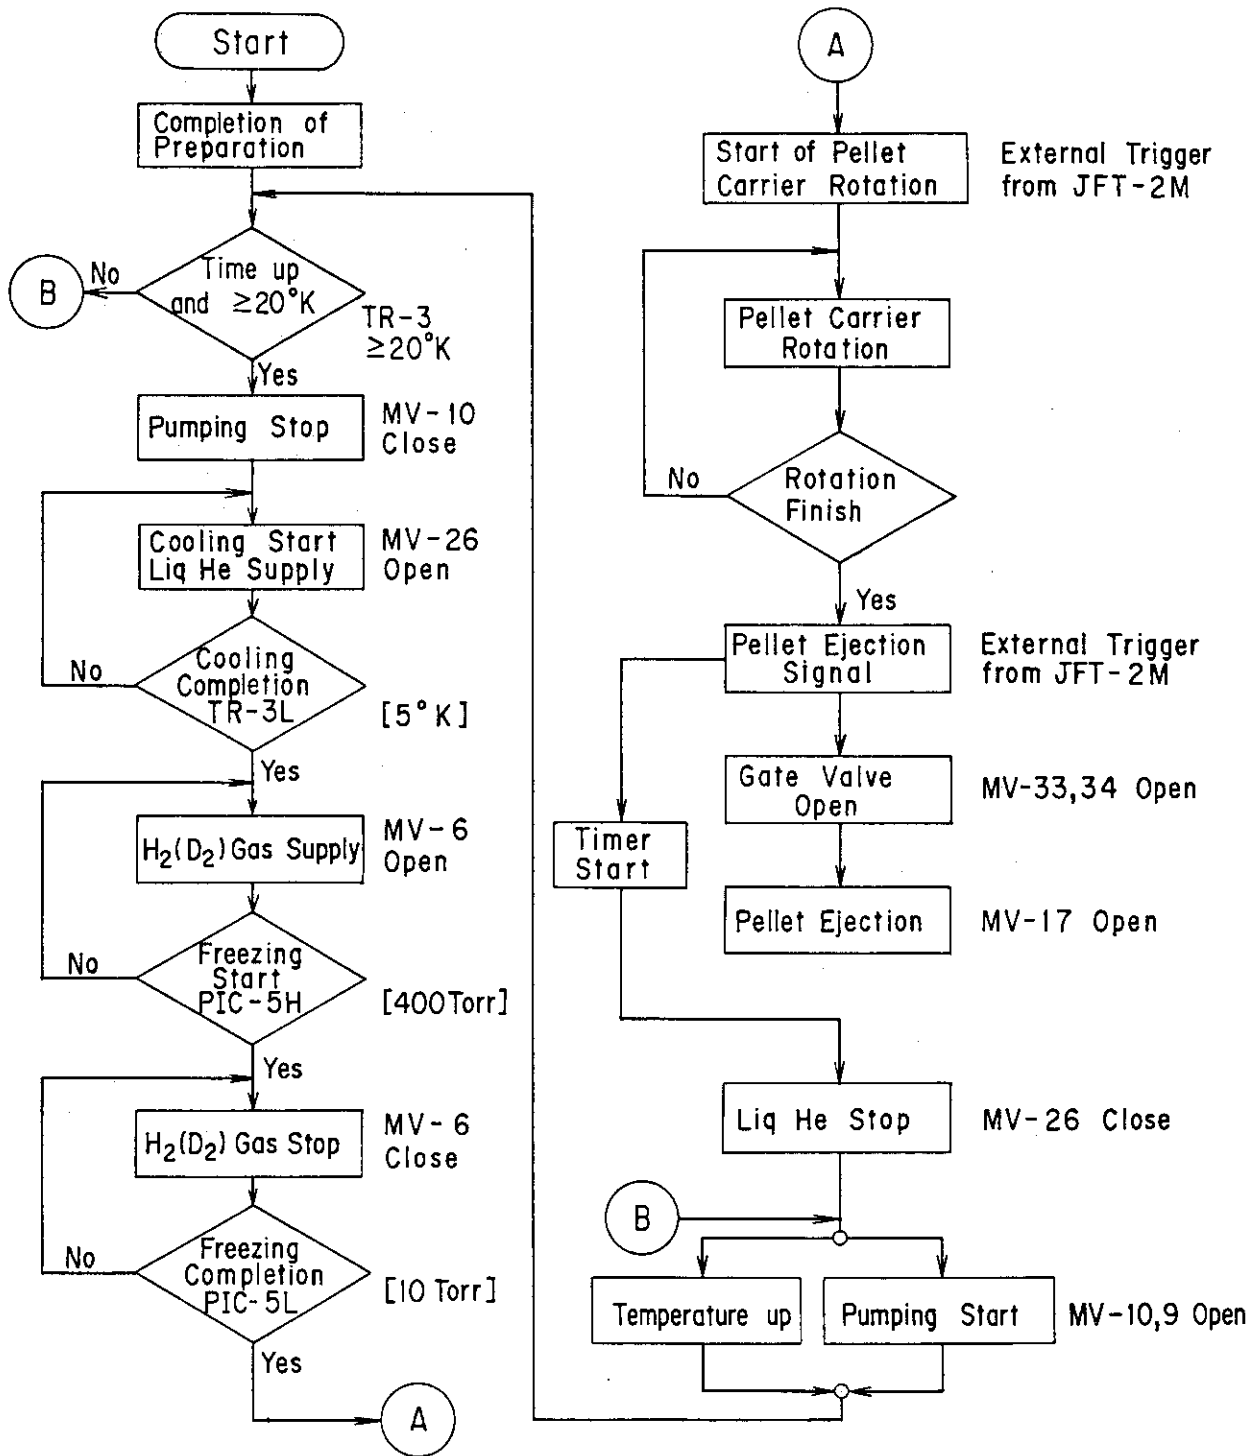 Start
Completion of
Preparation
B
No
Time up
and ≥20°K
TR-3
≥20°K
Yes
Pumping Stop
MV-10
Close
Cooling Start
Liq He Supply
MV-26
Open
No
Cooling
Completion
TR-3L
[5°K]
Yes
H₂(D₂) Gas Supply
MV-6
Open
No
Freezing
Start
PIC-5H
[400Torr]
Yes
H₂(D₂) Gas Stop
MV-6
Close
No
Freezing
Completion
PIC-5L
[10 Torr]
Yes
A
A
Start of Pellet
Carrier Rotation
External Trigger
from JFT-2M
Pellet Carrier
Rotation
No
Rotation
Finish
Yes
Pellet Ejection
Signal
External Trigger
from JFT-2M
Gate Valve
Open
MV-33,34 Open
Timer
Start
Pellet Ejection
MV-17 Open
Liq He Stop
MV-26 Close
B
Temperature up
Pumping Start
MV-10,9 Open